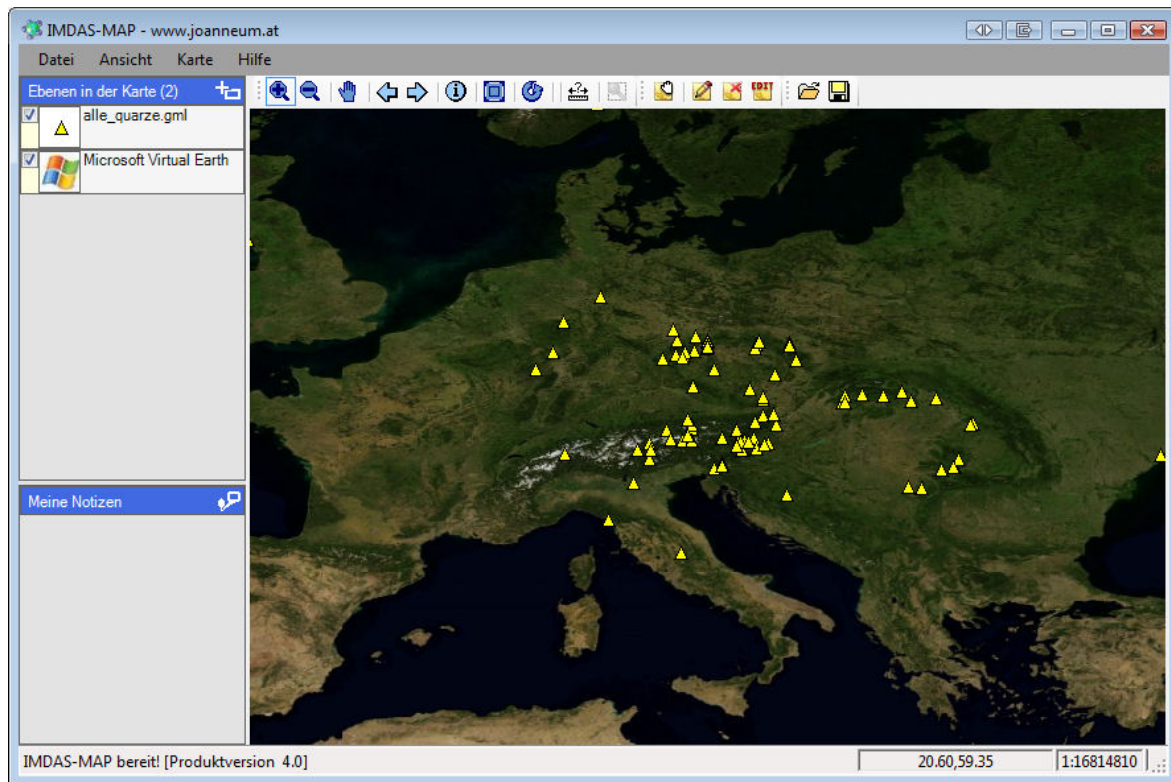 IMDAS-MAP - www.joanneum.at
Datei Ansicht Karte Hilfe
Ebenen in der Karte (2)
EDIT
alle_quarze.gml
Microsoft Virtual Earth
Meine Notizen
IMDAS-MAP bereit! [Produktversion 4.0]
20.60,59.35
1:16814810